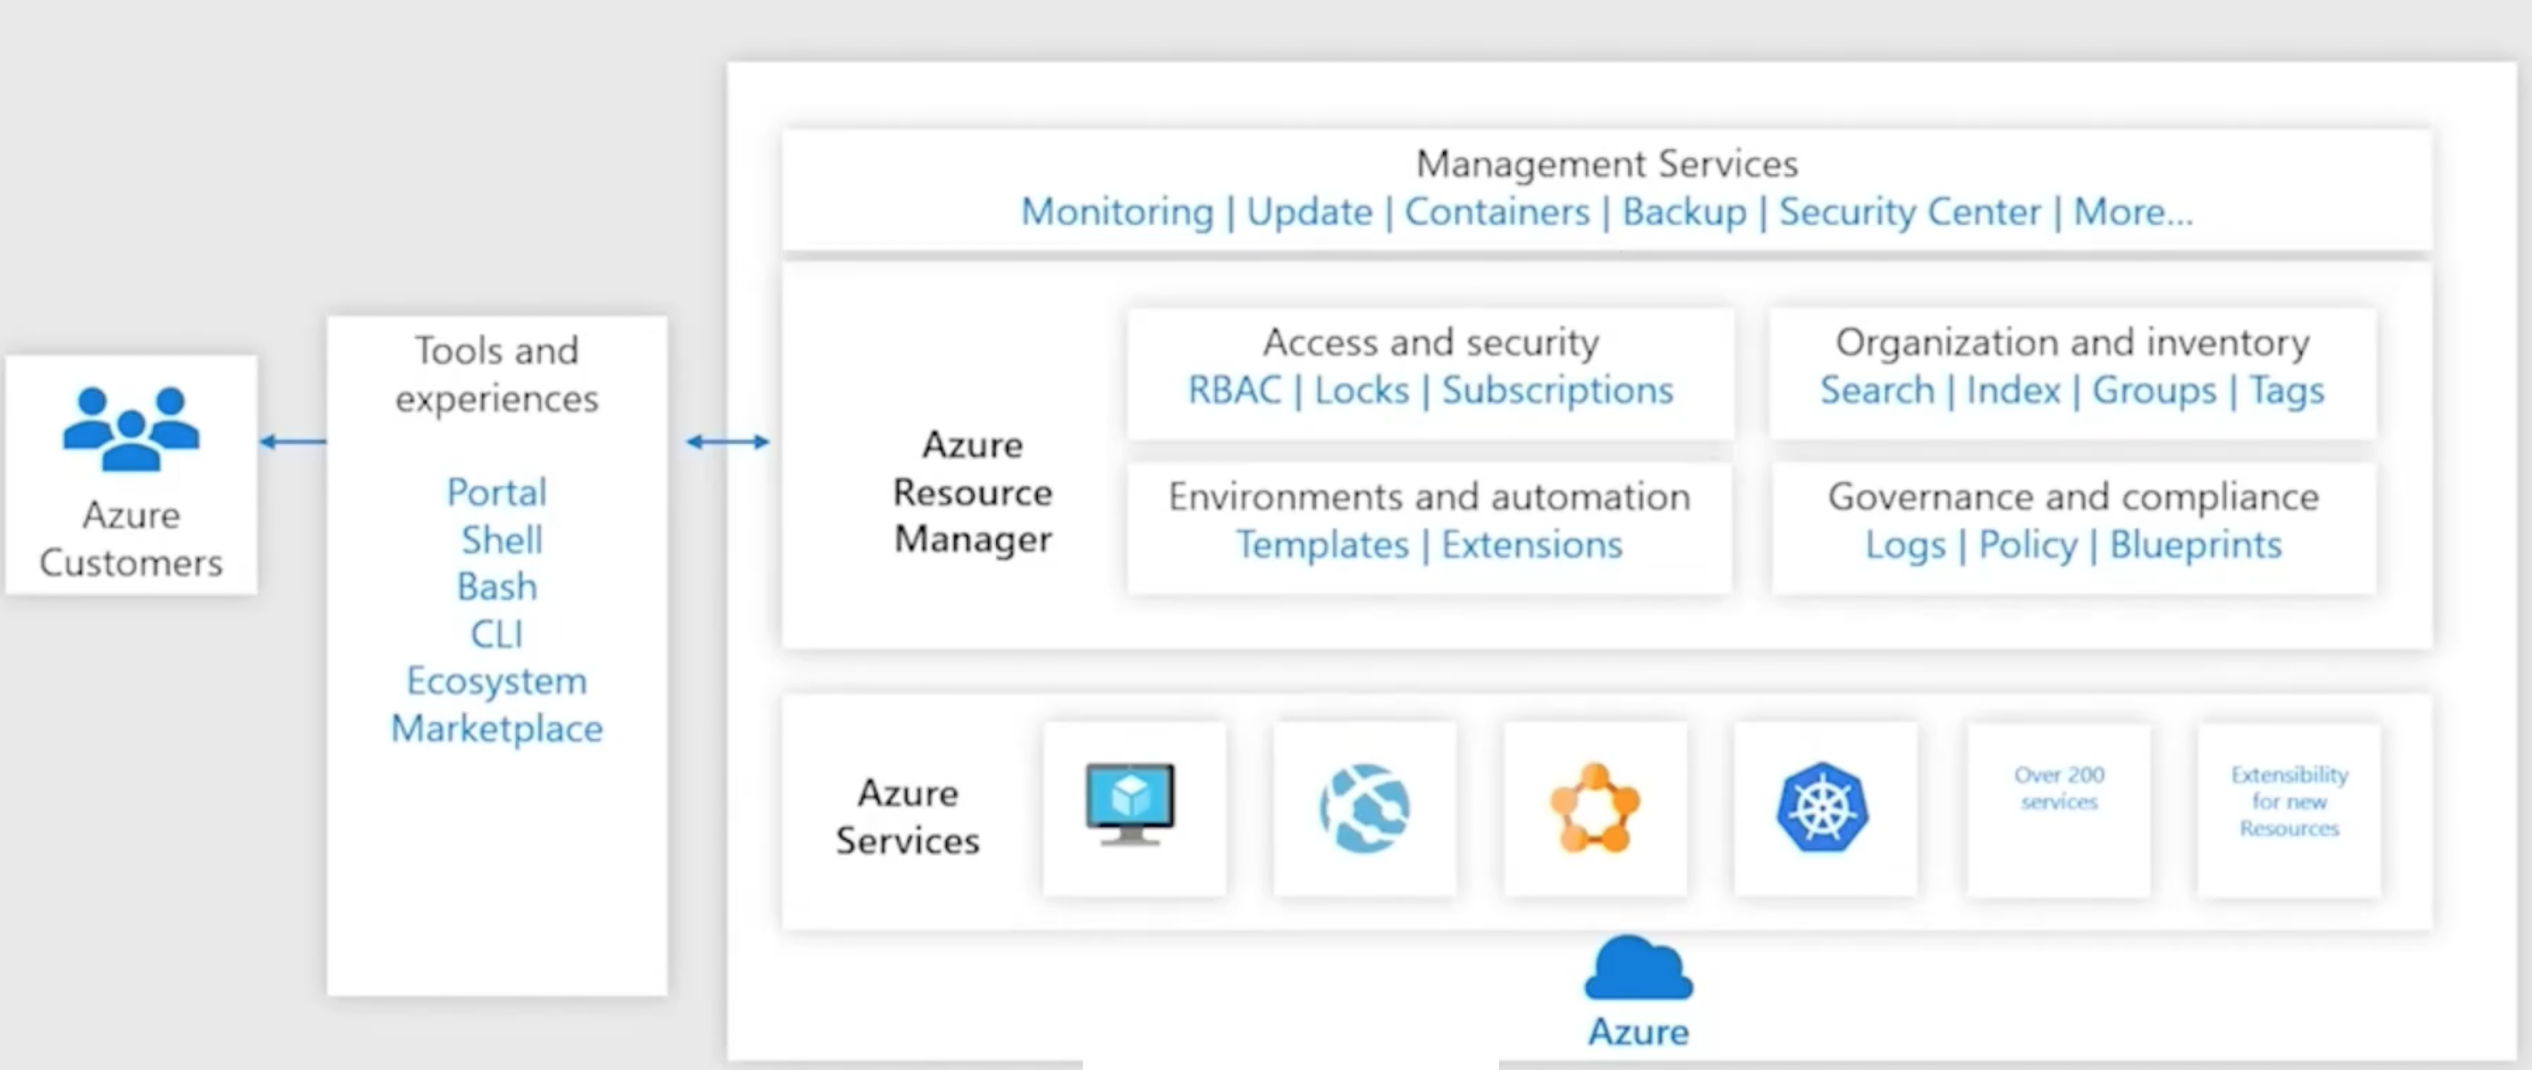 Azure
Customers
Tools and
experiences
Portal
Shell
Bash
CLI
Ecosystem
Marketplace
Management Services
Monitoring | Update | Containers | Backup | Security Center | More...
Azure
Resource
Manager
Access and security
RBAC | Locks | Subscriptions
Organization and inventory
Search | Index | Groups | Tags
Environments and automation
Templates | Extensions
Governance and compliance
Logs | Policy | Blueprints
Azure
Services
Over 200
services
Extensibility
for new
Resources
Azure